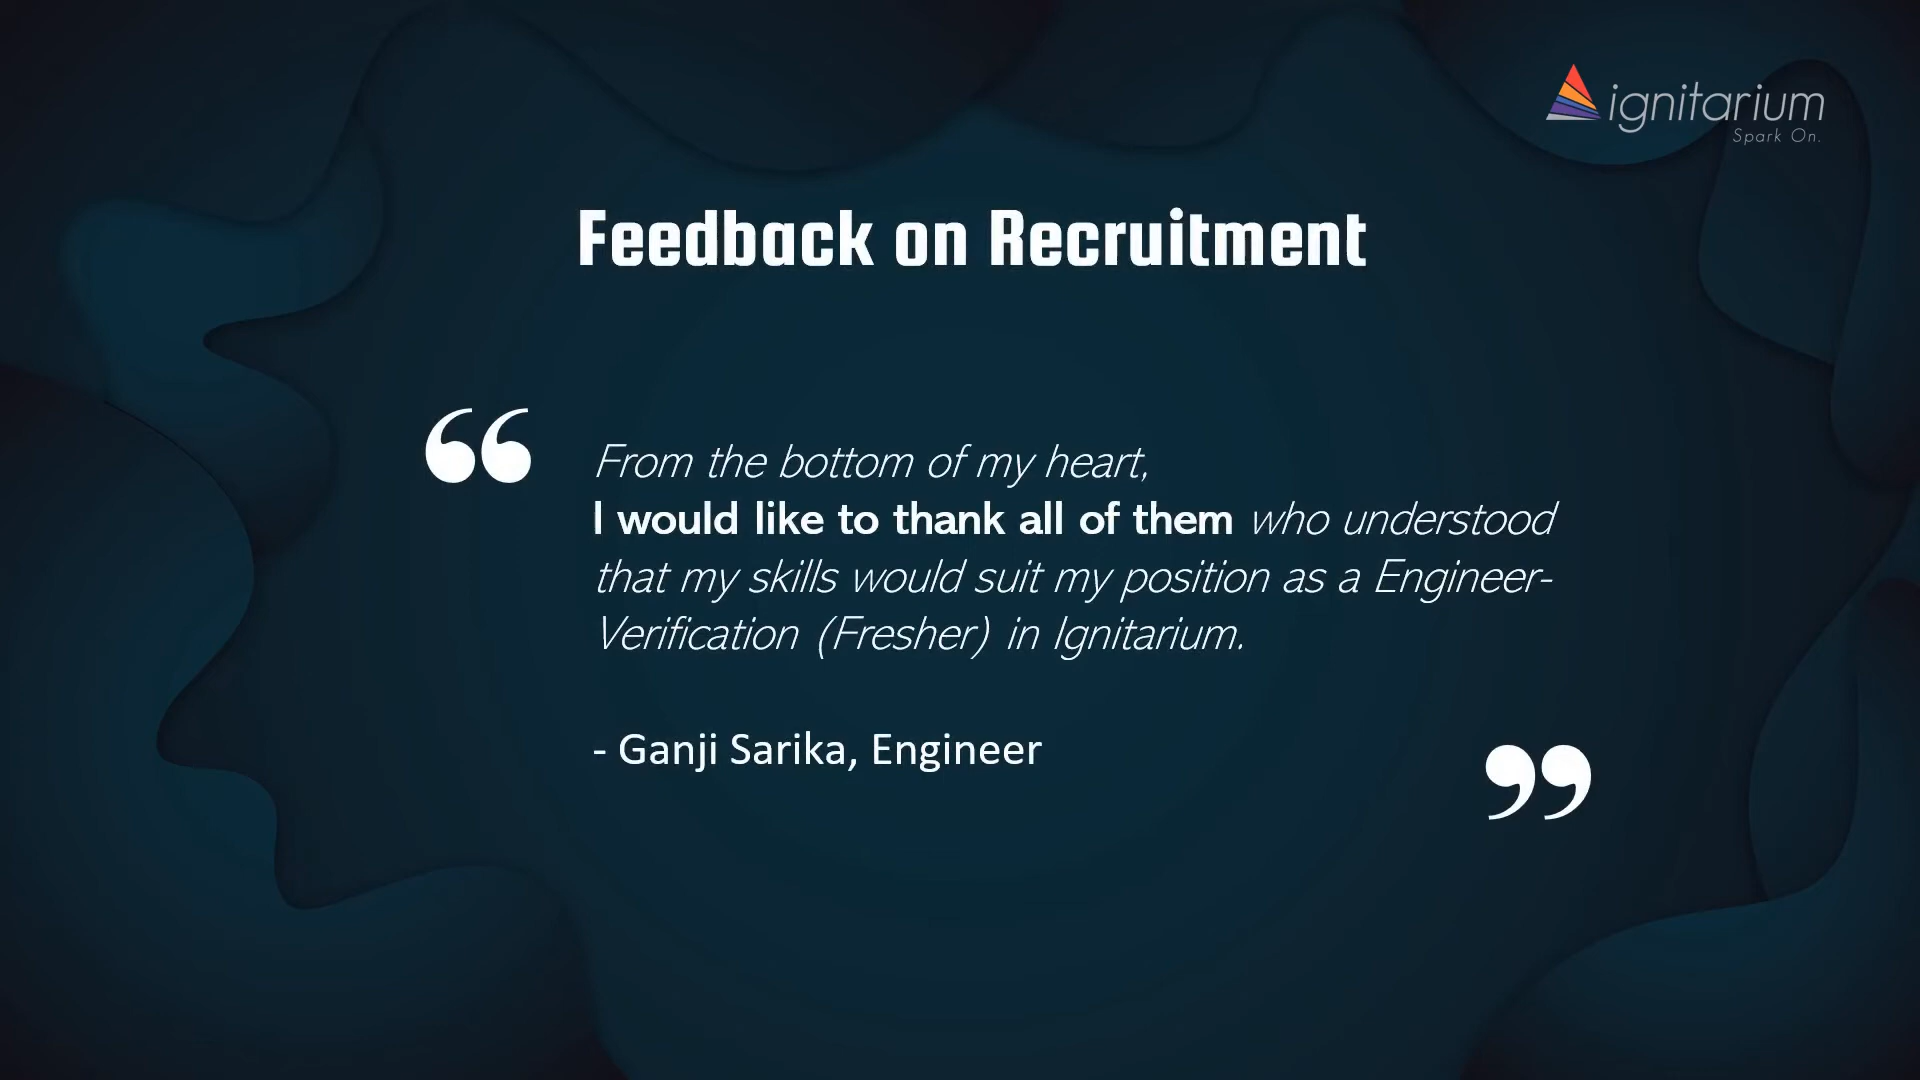 ignitarium
Spark On.
Feedback on Recruitment
“
From the bottom of my heart,
I would like to thank all of them who understood
that my skills would suit my position as a Engineer-
Verification (Fresher) in Ignitarium.
- Ganji Sarika, Engineer
”